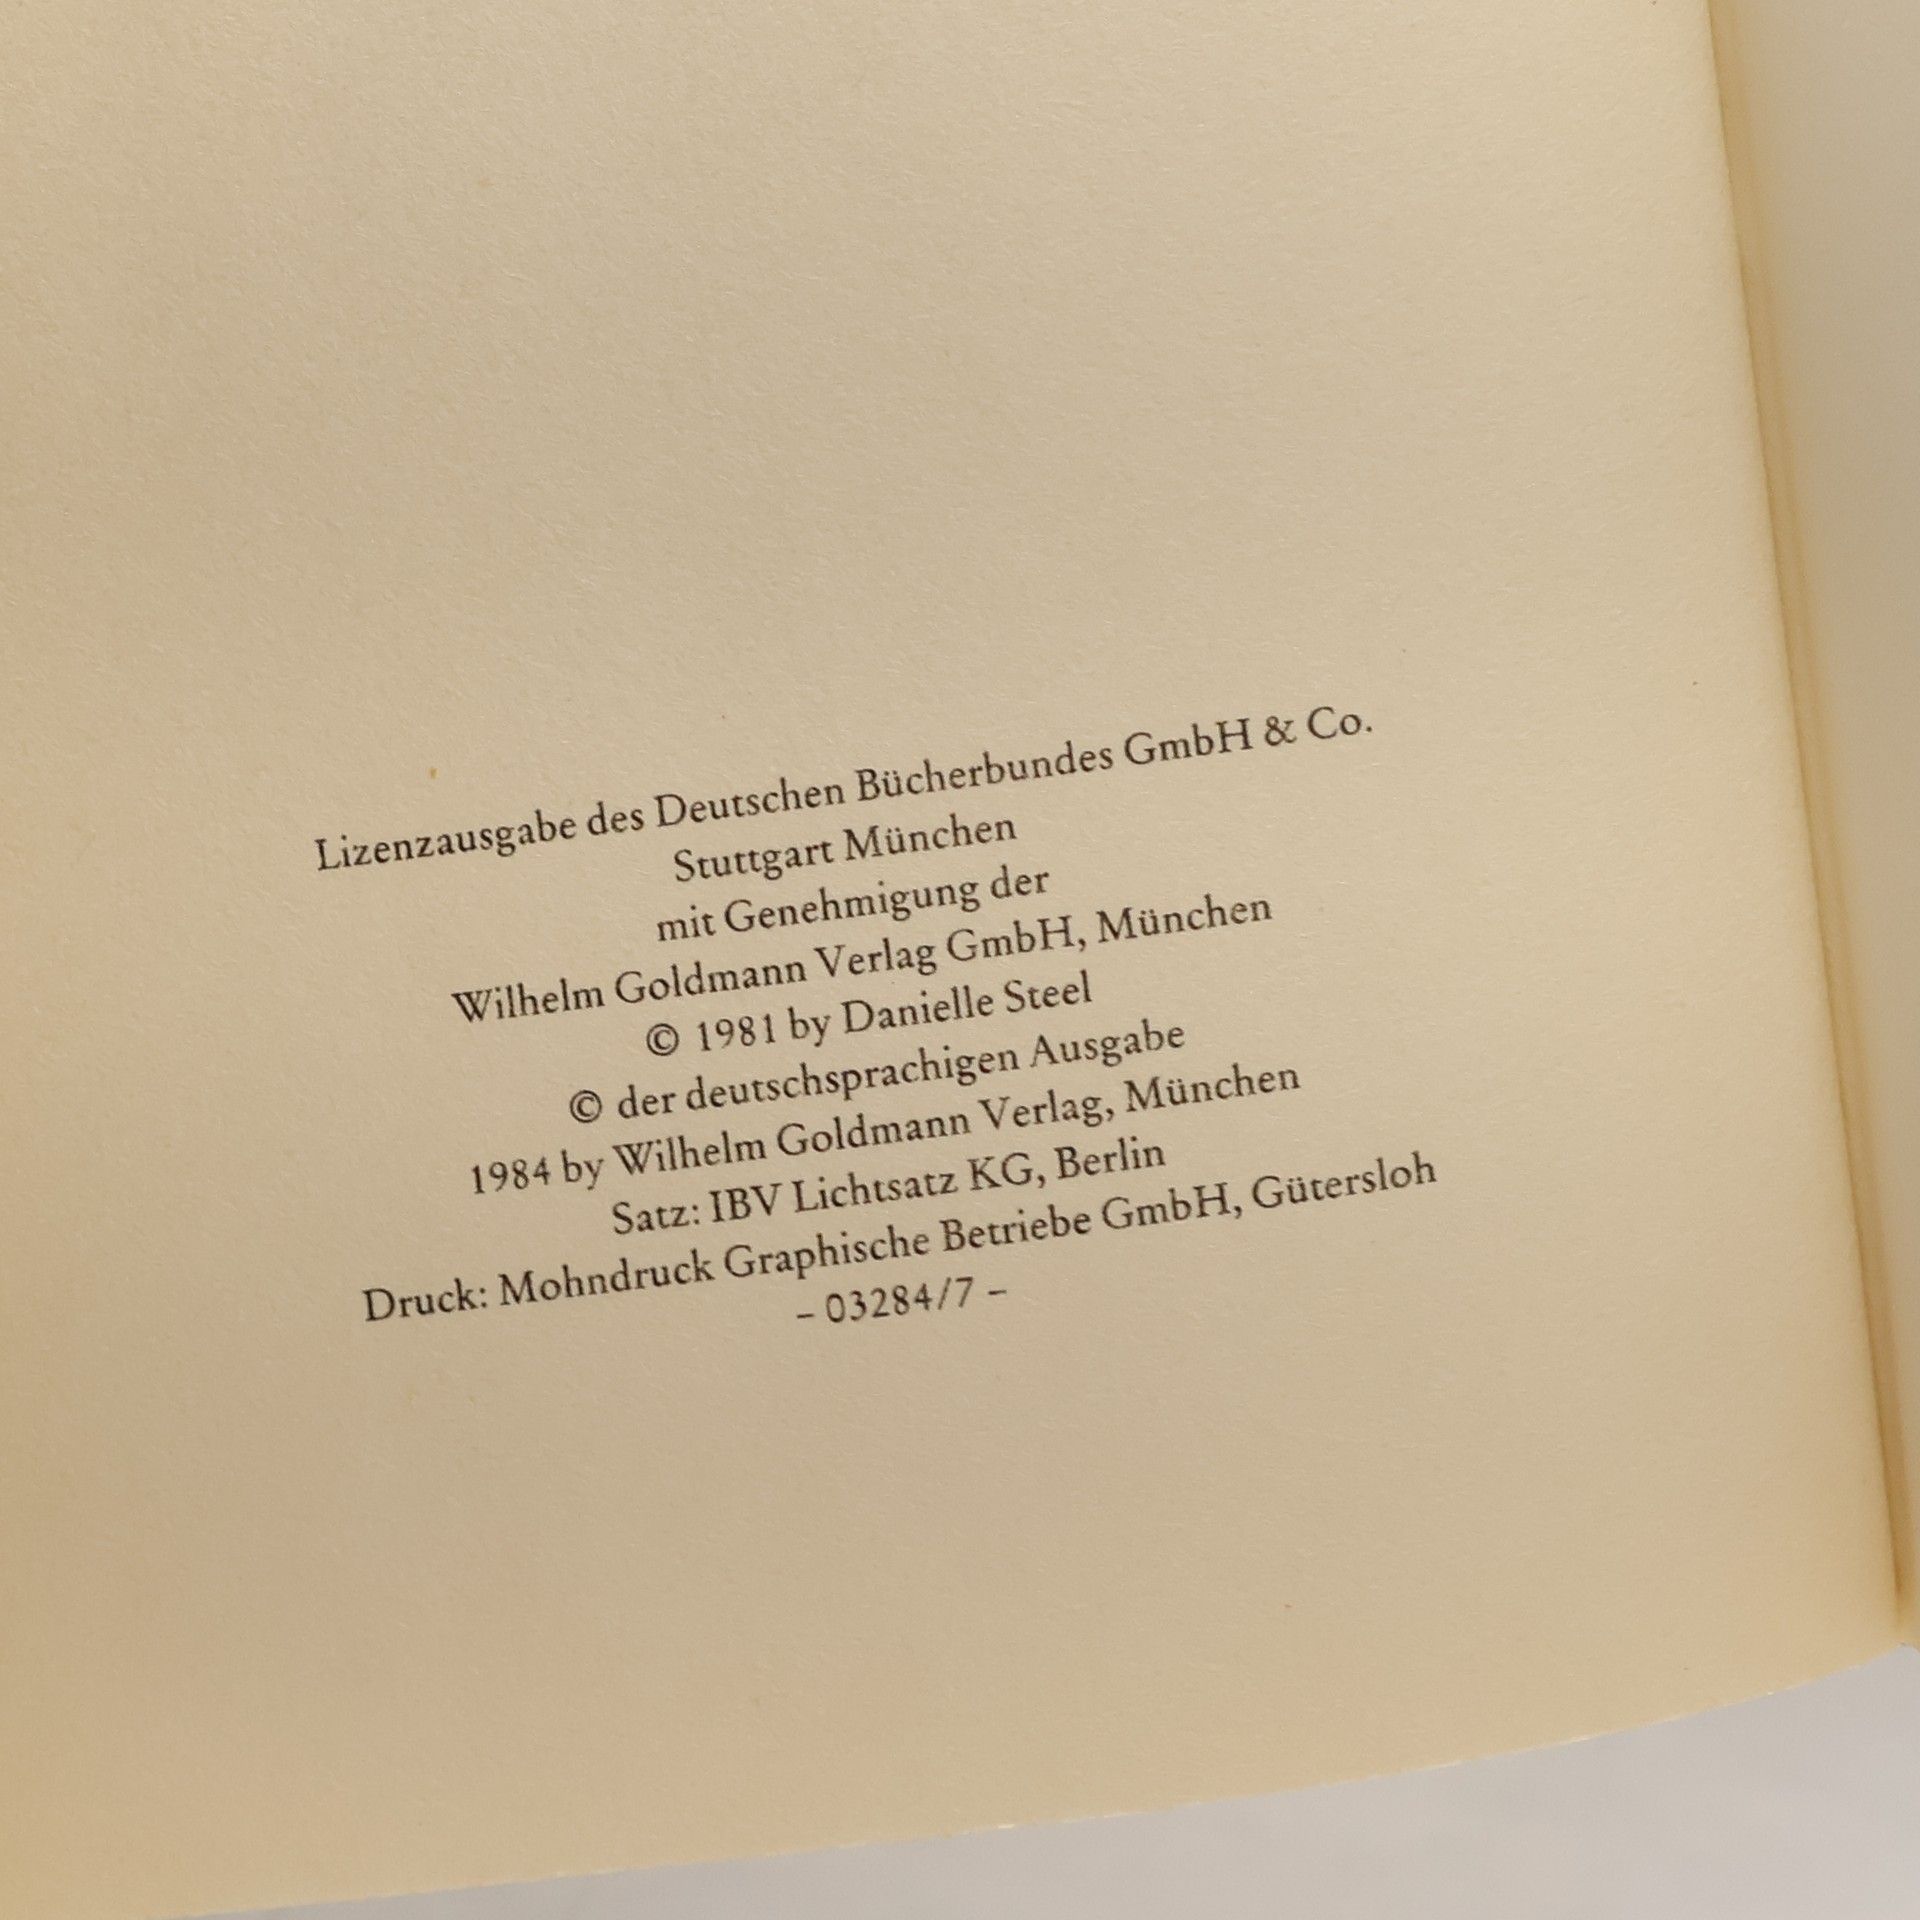 Lizenzausgabe des Deutschen Bücherbundes GmbH & Co.
Stuttgart München
mit Genehmigung der
Wilhelm Goldmann Verlag GmbH, München
© 1981 by Danielle Steel
© der deutschsprachigen Ausgabe
1984 by Wilhelm Goldmann Verlag, München
Satz: IBV Lichtsatz KG, Berlin
Druck: Mohndruck Graphische Betriebe GmbH, Gütersloh
– 03284/7 –